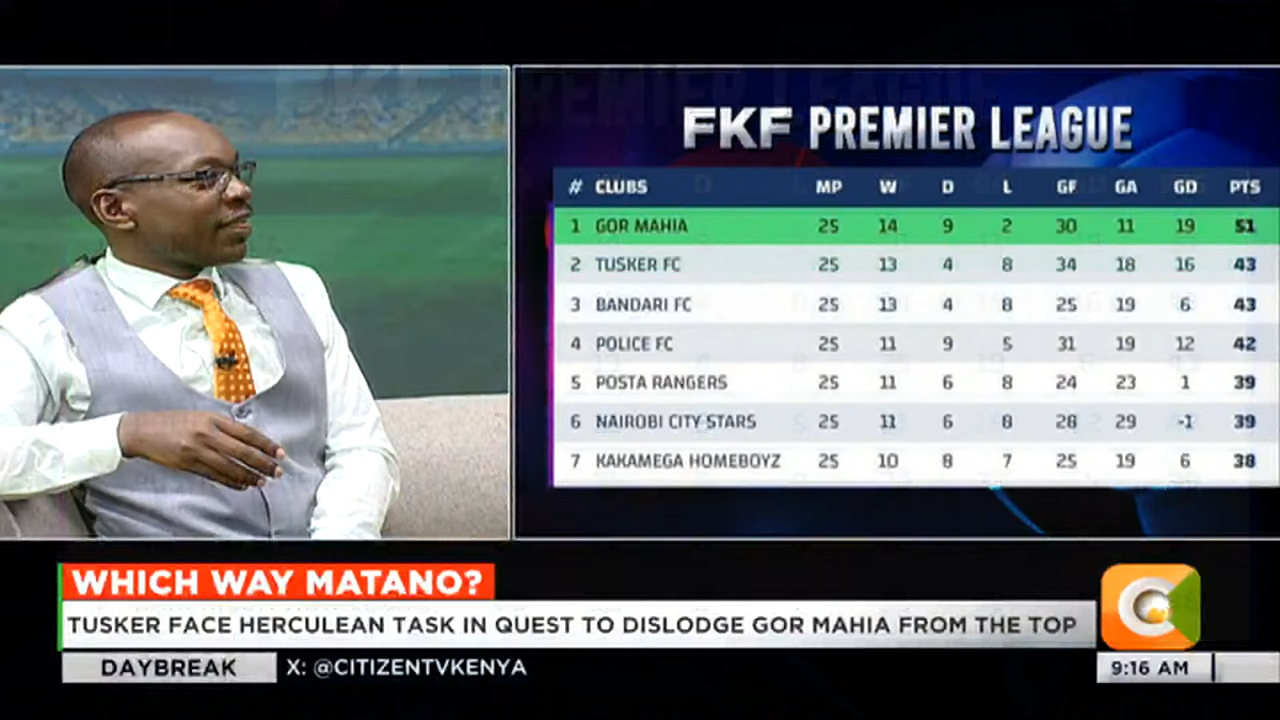 FKF PREMIER LEAGUE
# CLUBS MP W D L GF GA GD PTS
1 GOR MAHIA 25 14 9 2 30 11 19 51
2 TUSKER FC 25 13 4 8 34 18 16 43
3 BANDARI FC 25 13 4 8 25 19 6 43
4 POLICE FC 25 11 9 5 31 19 12 42
5 POSTA RANGERS 25 11 6 8 24 23 1 39
6 NAIROBI CITY STARS 25 11 6 8 28 29 -1 39
7 KAKAMEGA HOMEBOYZ 25 10 8 7 25 19 6 38
WHICH WAY MATANO?
TUSKER FACE HERCULEAN TASK IN QUEST TO DISLODGE GOR MAHIA FROM THE TOP
DAYBREAK X: @CITIZENTVKENYA
9:16 AM